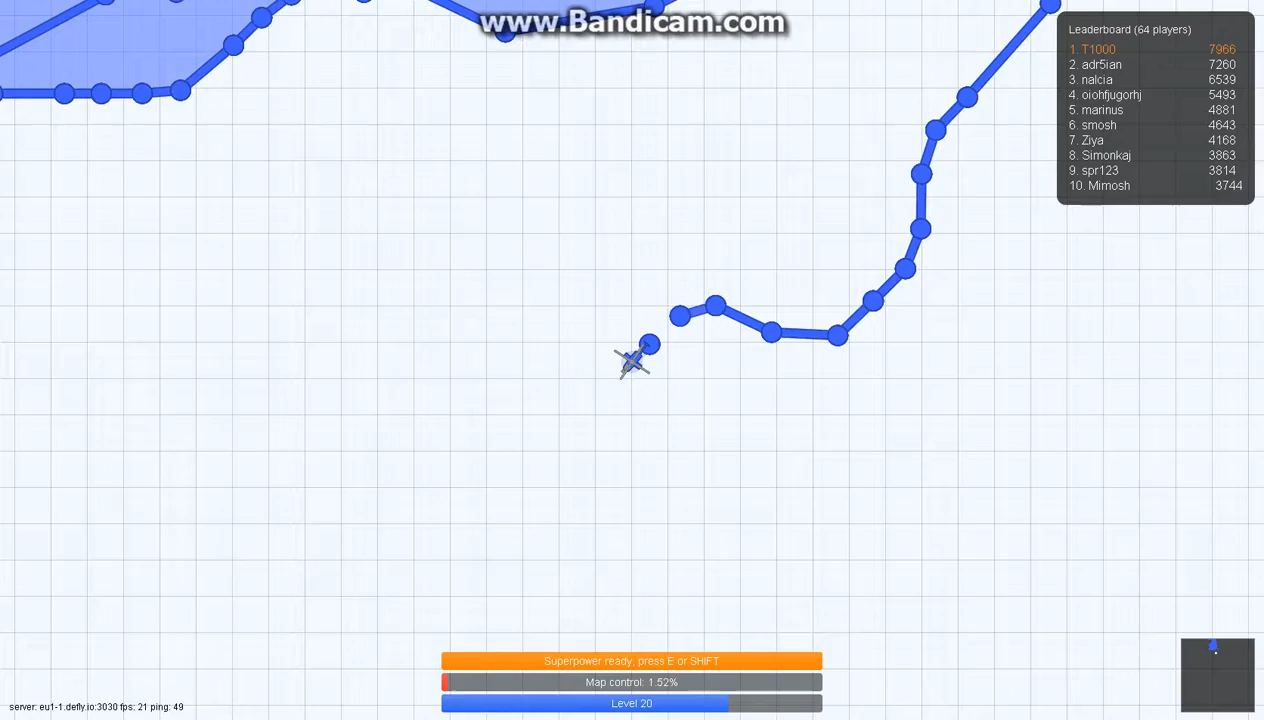 www.Bandicam.com
Leaderboard (64 players)
1. T1000 7966
2. adr5ian 7260
3. nalcia 6539
4. oiohfjugorhj 5493
5. marinus 4881
6. smosh 4643
7. Ziya 4168
8. Simonkaj 3863
9. spr123 3814
10. Mimosh 3744
Superpower ready, press E or SHIFT
Map control: 1.52%
Level 20
server: eu1-1.defly.io:3030 fps: 21 ping: 49